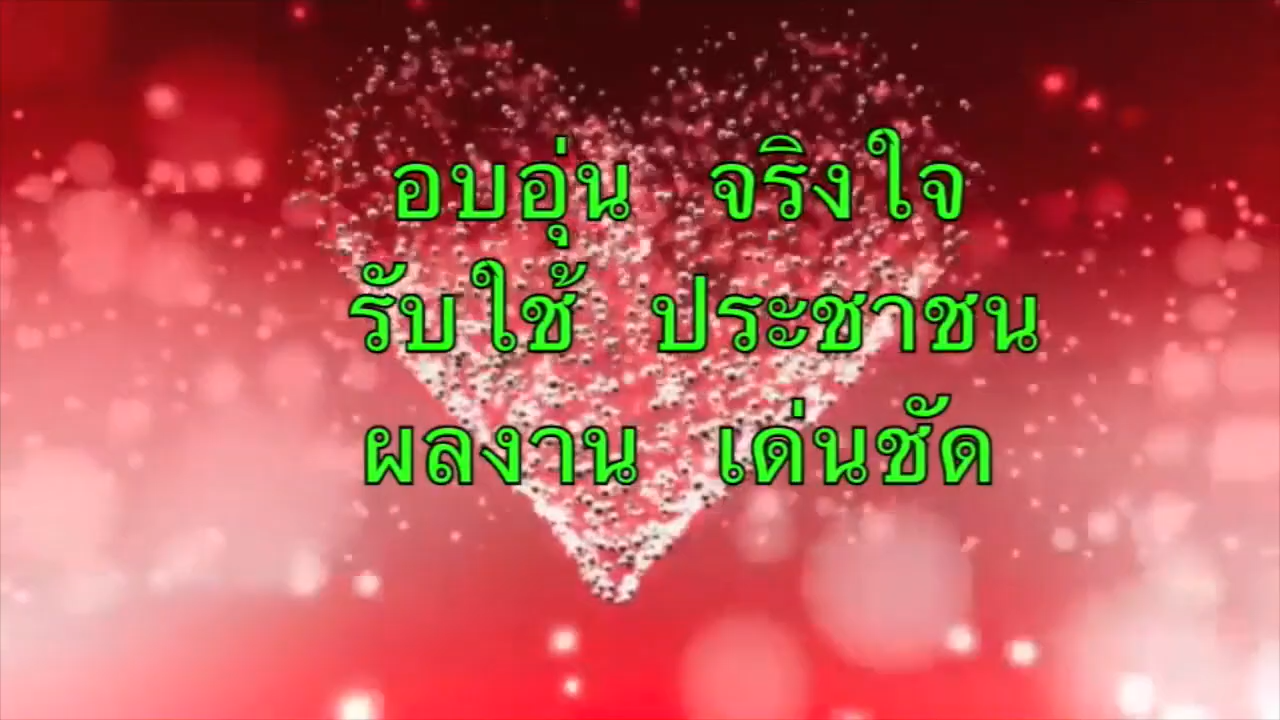 อบอุ่น จริงใจ
รับใช้ ประชาชน
ผลงาน เด่นชัด